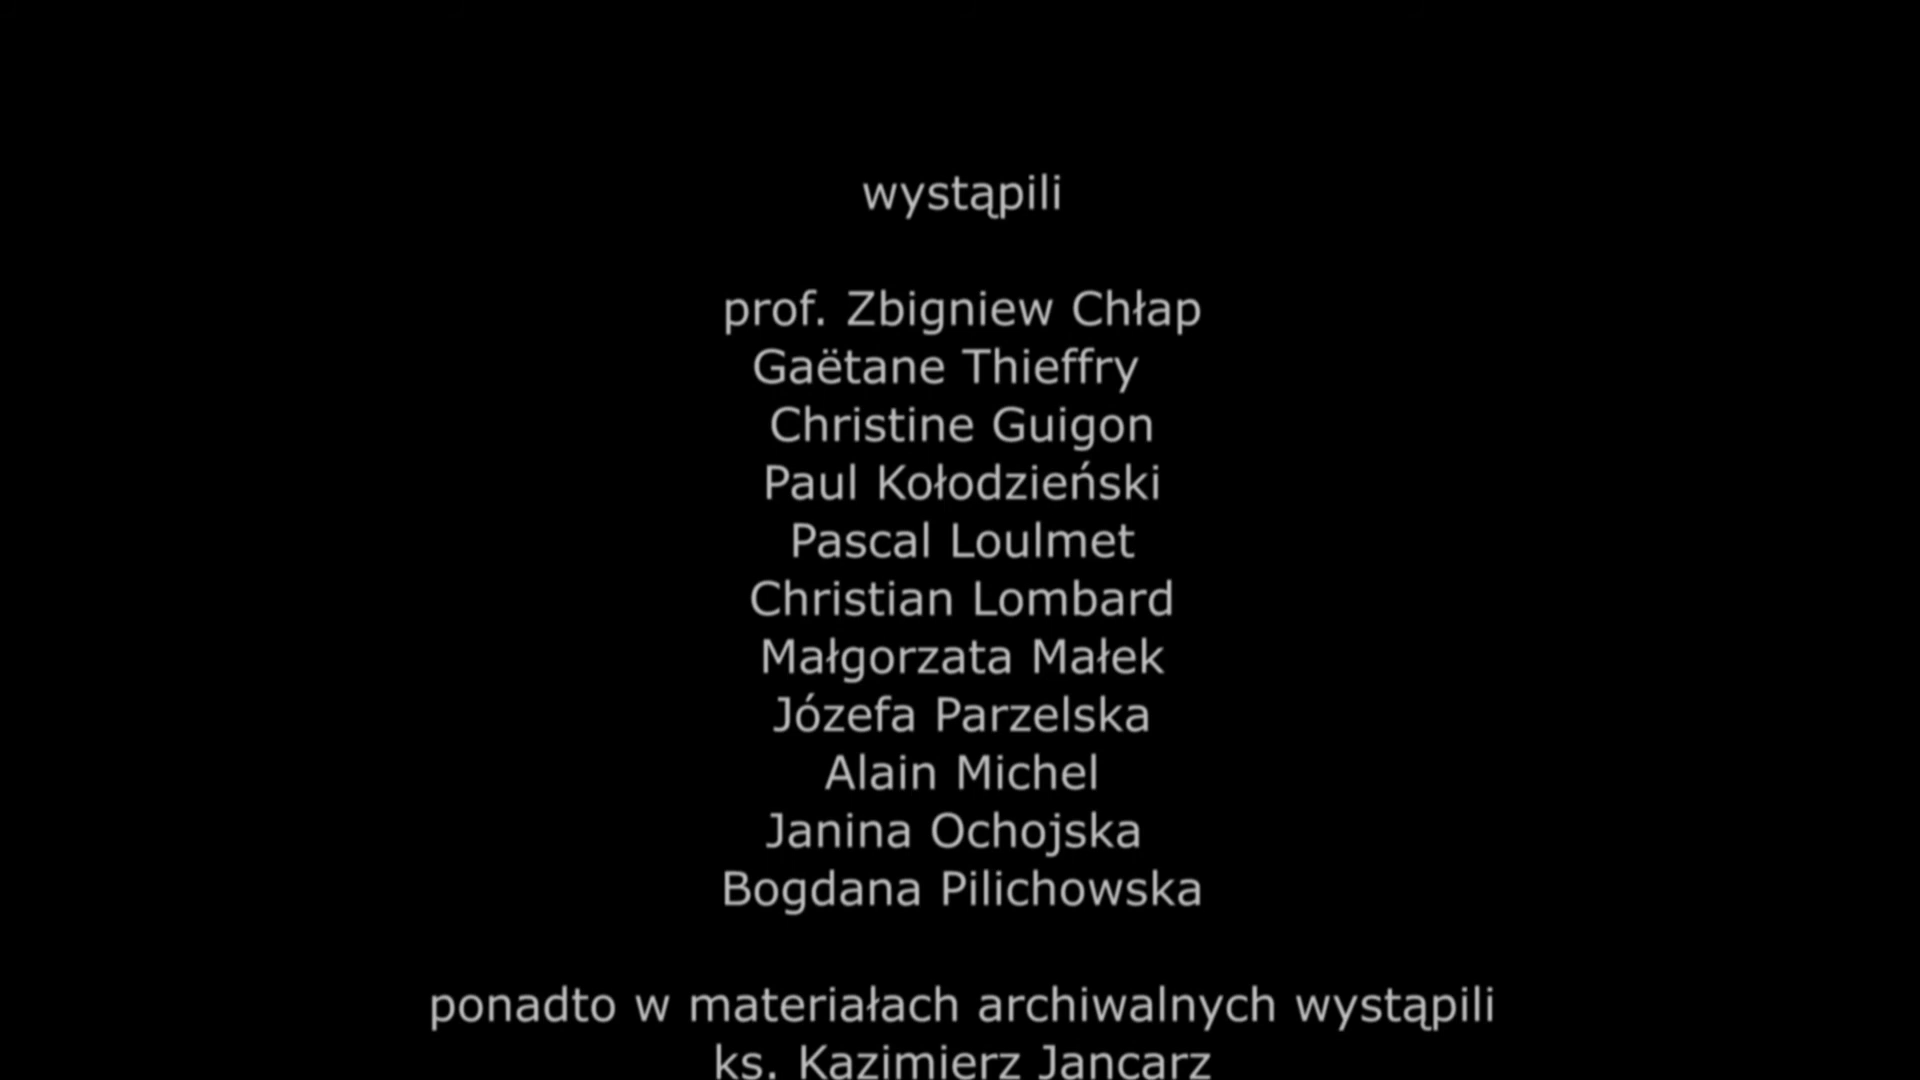 wystąpili
prof. Zbigniew Chłap
Gaëtane Thieffry
Christine Guigon
Paul Kołodzieński
Pascal Loulmet
Christian Lombard
Małgorzata Małek
Józefa Parzelska
Alain Michel
Janina Ochojska
Bogdana Pilichowska
ponadto w materiałach archiwalnych wystąpili
ks. Kazimierz Jancarz